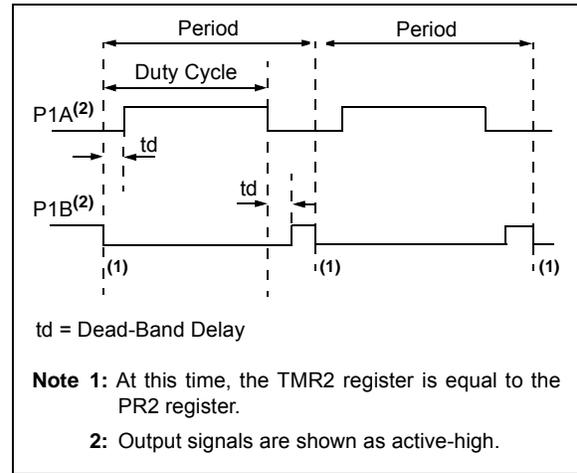 Period Period
Duty Cycle
P1A(2)
td
td
P1B(2)
(1) (1) (1)
td = Dead-Band Delay
Note 1: At this time, the TMR2 register is equal to the
PR2 register.
2: Output signals are shown as active-high.